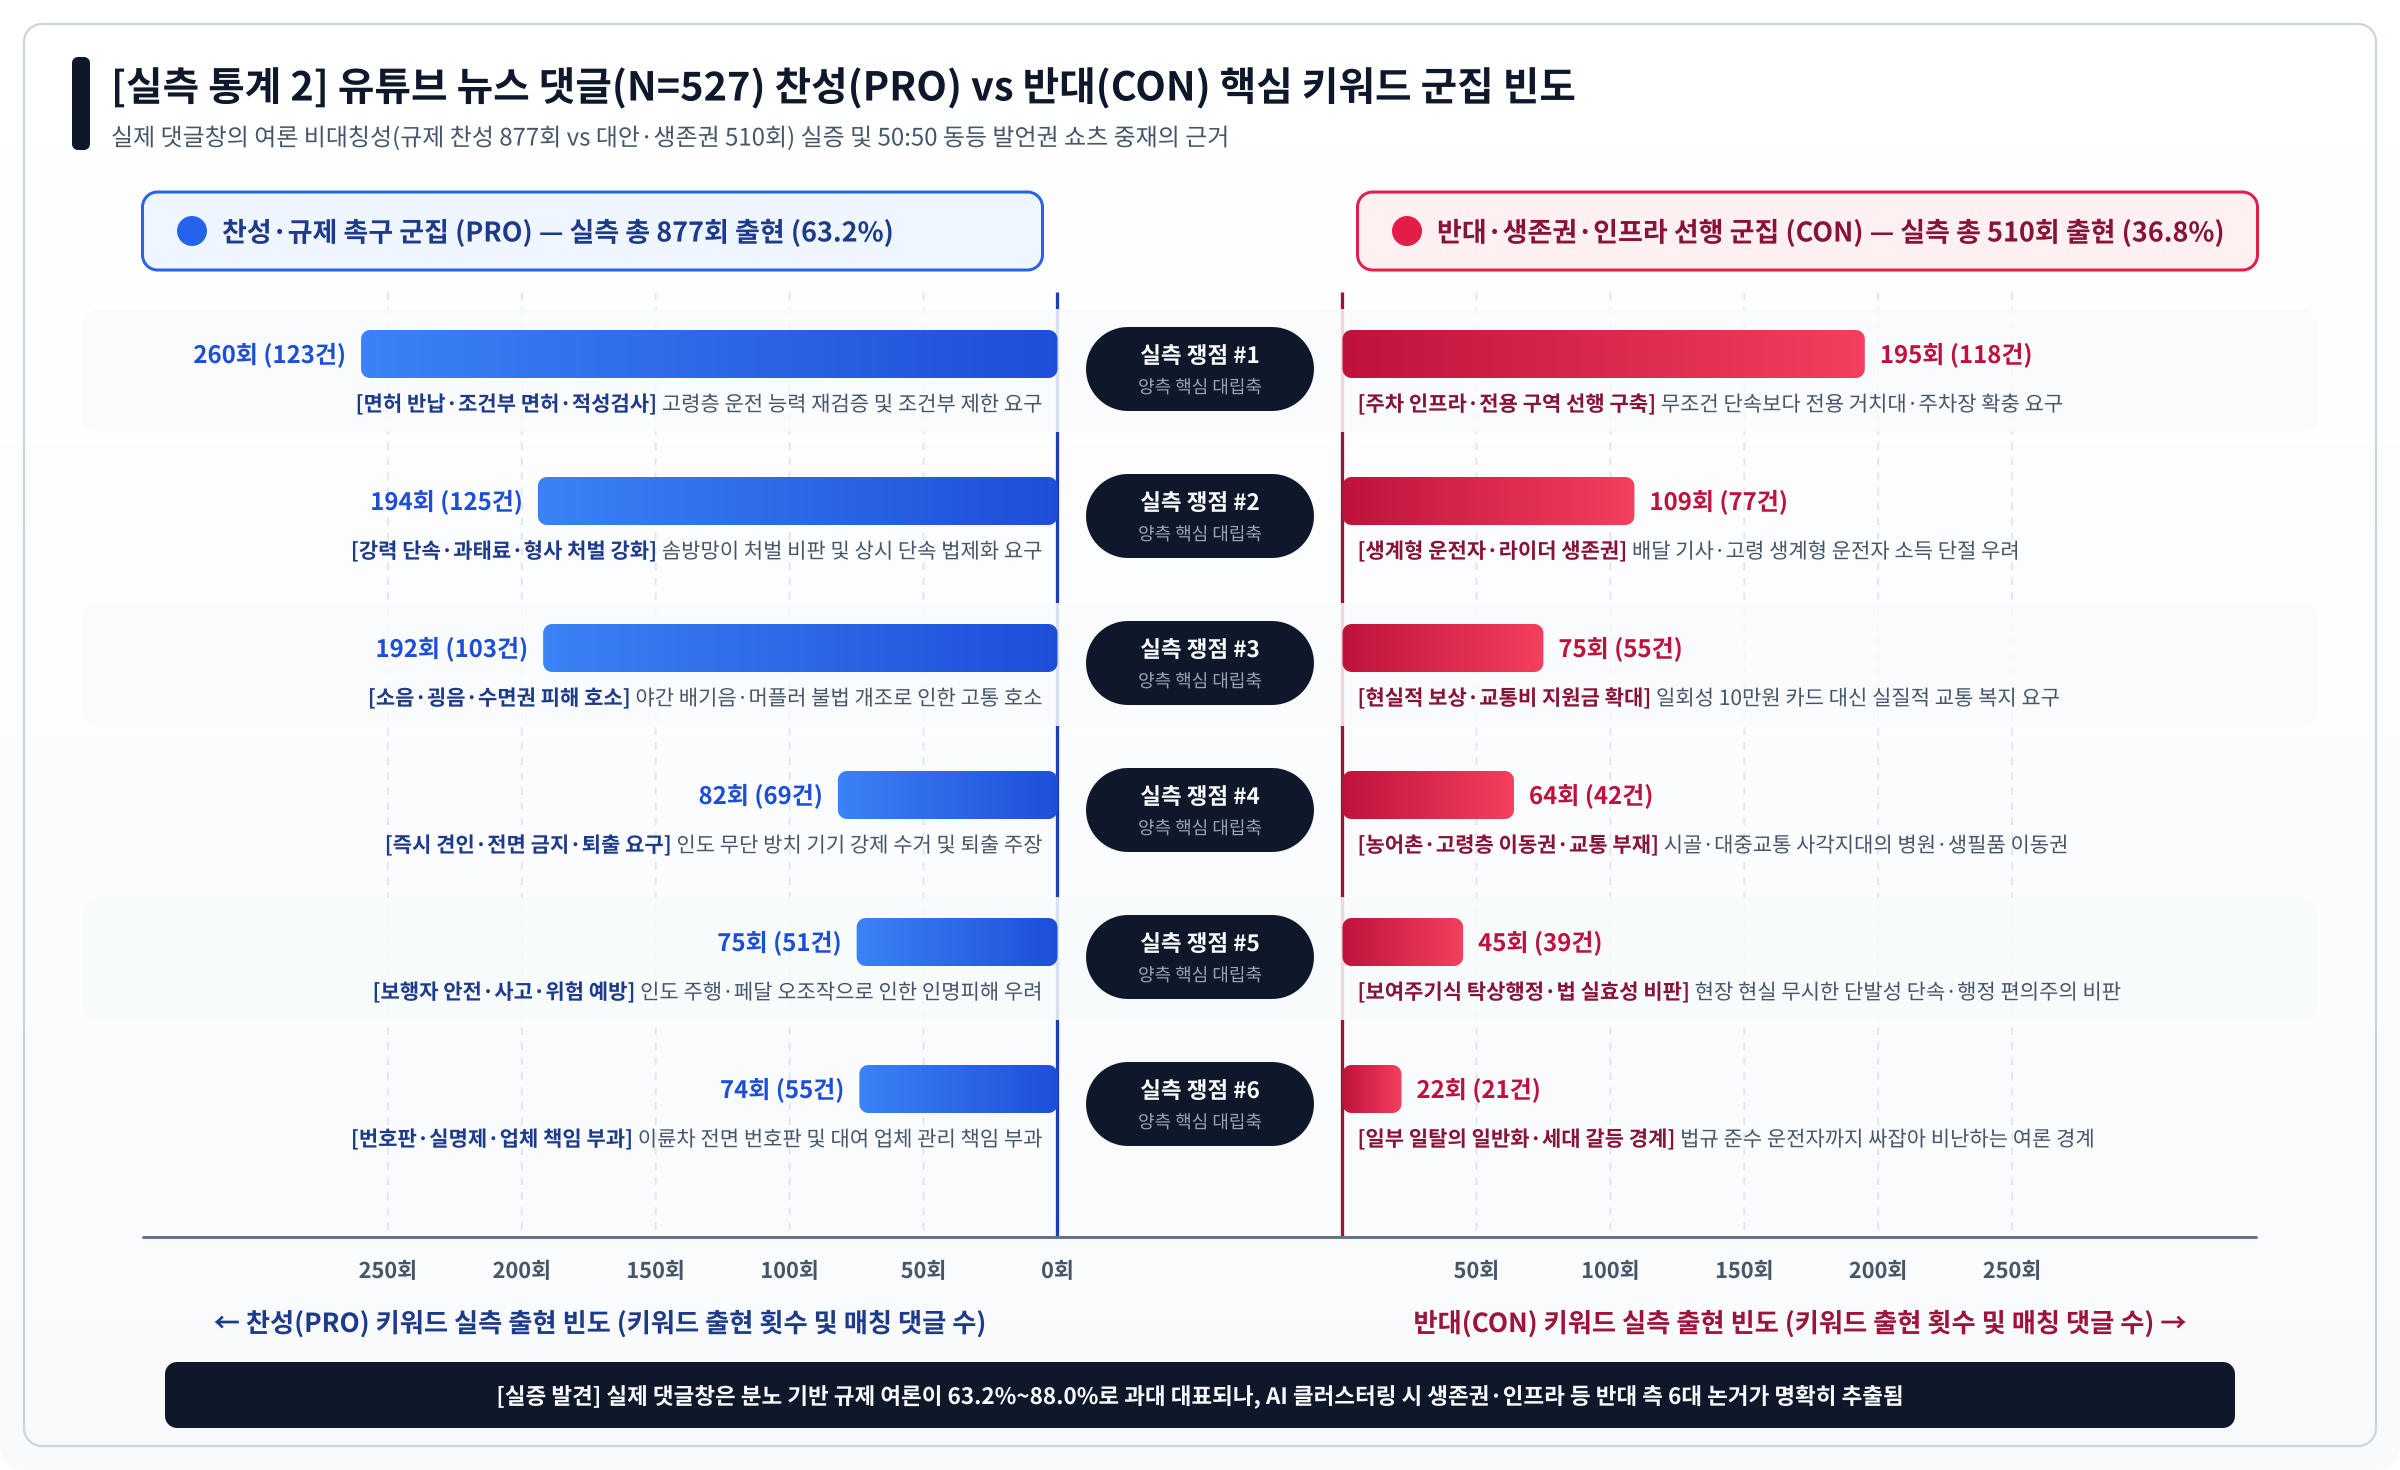 [실측 통계 2] 유튜브 뉴스 댓글(N=527) 찬성(PRO) vs 반대(CON) 핵심 키워드 군집 빈도
실제 댓글창의 여론 비대칭성(규제 찬성 877회 vs 대안·생존권 510회) 실증 및 50:50 동등 발언권 쇼츠 중재의 근거
찬성·규제 촉구 군집 (PRO) — 실측 총 877회 출현 (63.2%)
반대·생존권·인프라 선행 군집 (CON) — 실측 총 510회 출현 (36.8%)
260회 (123건)
[면허 반납·조건부 면허·적성검사] 고령층 운전 능력 재검증 및 조건부 제한 요구
실측 쟁점 #1
양측 핵심 대립축
195회 (118건)
[주차 인프라·전용 구역 선행 구축] 무조건 단속보다 전용 거치대·주차장 확충 요구
194회 (125건)
[강력 단속·과태료·형사 처벌 강화] 솜방망이 처벌 비판 및 상시 단속 법제화 요구
실측 쟁점 #2
양측 핵심 대립축
109회 (77건)
[생계형 운전자·라이더 생존권] 배달 기사·고령 생계형 운전자 소득 단절 우려
192회 (103건)
[소음·굉음·수면권 피해 호소] 야간 배기음·머플러 불법 개조로 인한 고통 호소
실측 쟁점 #3
양측 핵심 대립축
75회 (55건)
[현실적 보상·교통비 지원금 확대] 일회성 10만원 카드 대신 실질적 교통 복지 요구
82회 (69건)
[즉시 견인·전면 금지·퇴출 요구] 인도 무단 방치 기기 강제 수거 및 퇴출 주장
실측 쟁점 #4
양측 핵심 대립축
64회 (42건)
[농어촌·고령층 이동권·교통 부재] 시골·대중교통 사각지대의 병원·생필품 이동권
75회 (51건)
[보행자 안전·사고·위험 예방] 인도 주행·페달 오조작으로 인한 인명피해 우려
실측 쟁점 #5
양측 핵심 대립축
45회 (39건)
[보여주기식 탁상행정·법 실효성 비판] 현장 현실 무시한 단발성 단속·행정 편의주의 비판
74회 (55건)
[번호판·실명제·업체 책임 부과] 이륜차 전면 번호판 및 대여 업체 관리 책임 부과
실측 쟁점 #6
양측 핵심 대립축
22회 (21건)
[일부 일탈의 일반화·세대 갈등 경계] 법규 준수 운전자까지 싸잡아 비난하는 여론 경계
250회 200회 150회 100회 50회 0회 50회 100회 150회 200회 250회
← 찬성(PRO) 키워드 실측 출현 빈도 (키워드 출현 횟수 및 매칭 댓글 수)
반대(CON) 키워드 실측 출현 빈도 (키워드 출현 횟수 및 매칭 댓글 수) →
[실증 발견] 실제 댓글창은 분노 기반 규제 여론이 63.2%~88.0%로 과대 대표되나, AI 클러스터링 시 생존권·인프라 등 반대 측 6대 논거가 명확히 추출됨